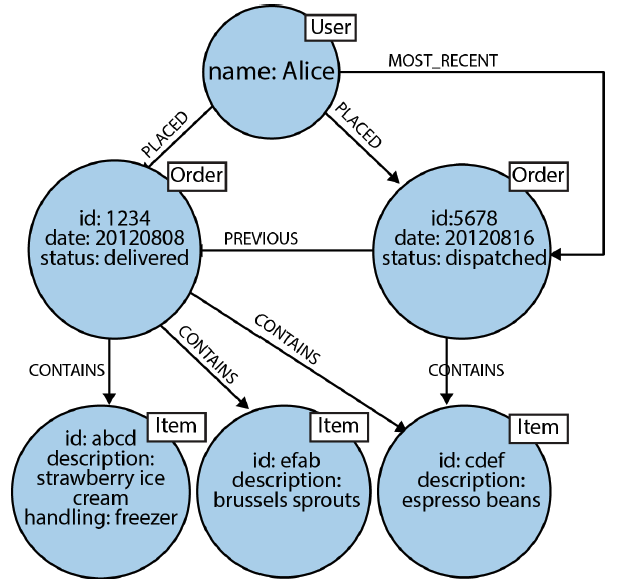 User
name: Alice
MOST_RECENT
PLACED
PLACED
Order
id: 1234
date: 20120808
status: delivered
Order
id:5678
date: 20120816
status: dispatched
PREVIOUS
CONTAINS
CONTAINS
CONTAINS
CONTAINS
Item
id: abcd
description:
strawberry ice
cream
handling: freezer
Item
id: efab
description:
brussels sprouts
Item
id: cdef
description:
espresso beans